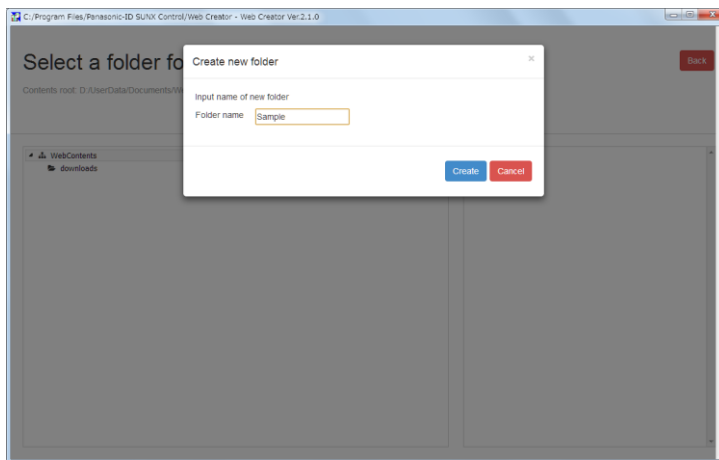 C:/Program Files/Panasonic-ID SUNX Control/Web Creator - Web Creator Ver.2.1.0
Select a folder fo
Back
Contents root: D:/UserData/Documents/W
Create new folder
×
Input name of new folder
Folder name
Sample
Create
Cancel
WebContents
downloads